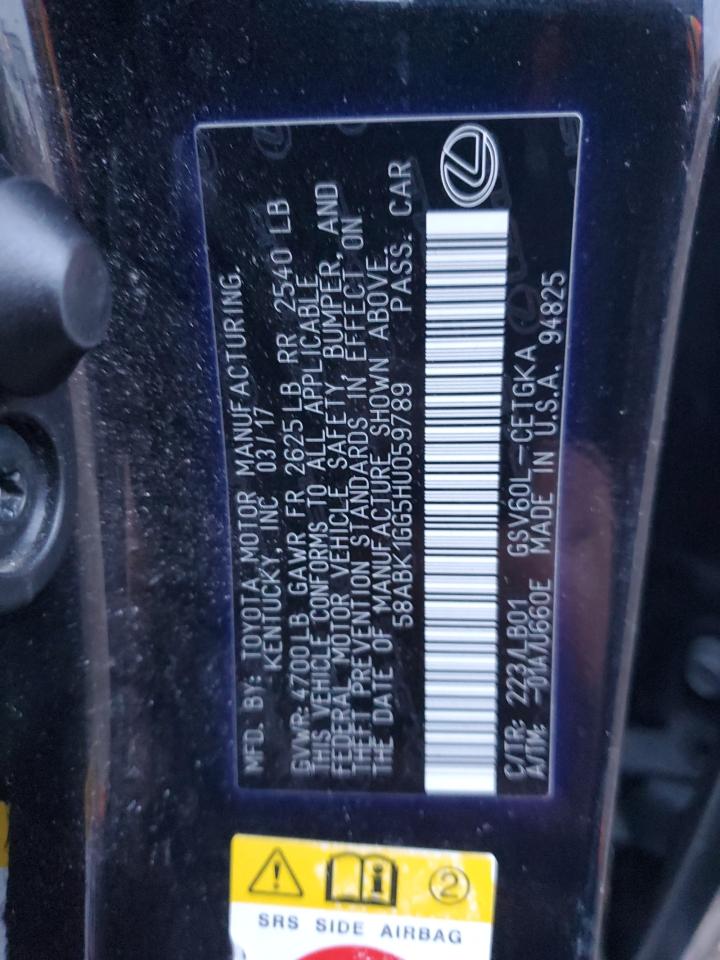 MFD. BY: TOYOTA MOTOR MANUFACTURING,
KENTUCKY, INC 03/17
GVWR: 4700LB GAWR FR 2625 LB RR 2540 LB
THIS VEHICLE CONFORMS TO ALL APPLICABLE
FEDERAL MOTOR VEHICLE SAFETY BUMPER, AND
THEFT PREVENTION STANDARDS IN EFFECT ON
THE DATE OF MANUFACTURE SHOWN ABOVE.
58ABK1GG5HU059789 PASS. CAR
C/TR: 223/LB01 GSV60L-CETGKA
A/TM: -01A/U660E MADE IN U.S.A. 94825
2
SRS SIDE AIRBAG